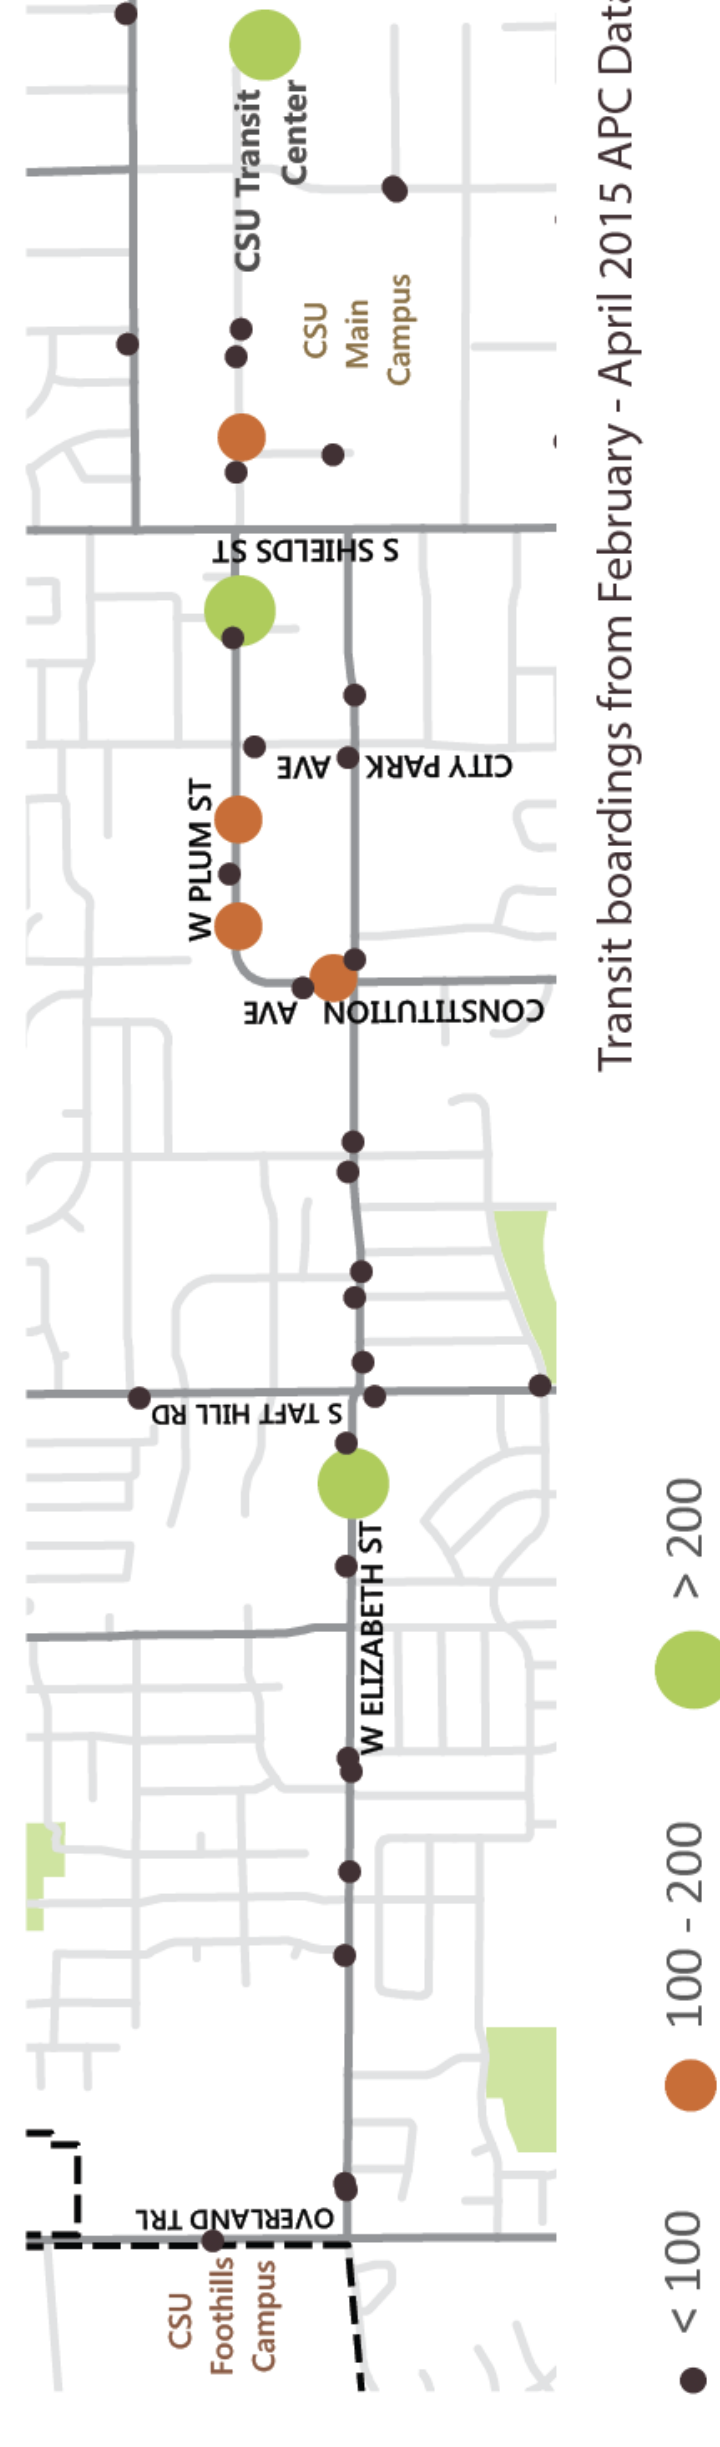 CSU
Foothills
Campus
OVERLAND TRL
W ELIZABETH ST
S TAFT HILL RD
CONSTITUTION AVE
W PLUM ST
CITY PARK AVE
S SHIELDS ST
CSU
Main
Campus
CSU Transit
Center
Transit boardings from February - April 2015 APC Data
< 100
100 - 200
> 200